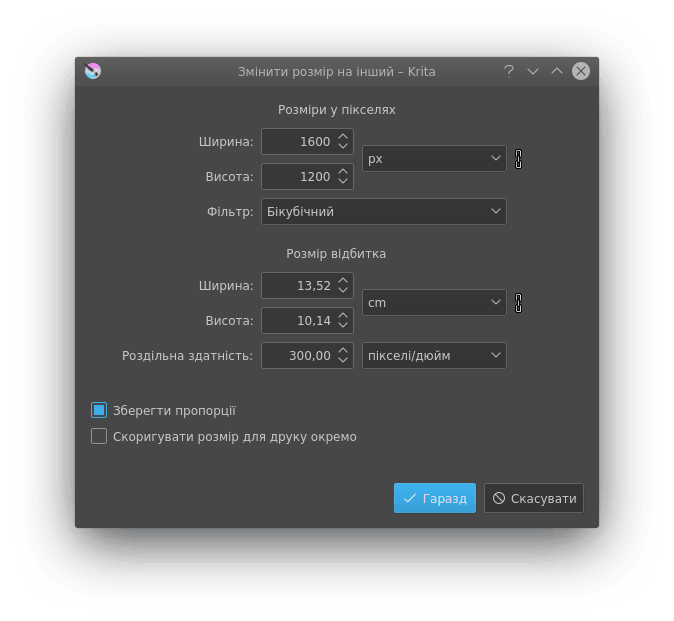 Змінити розмір на інший – Krita
Розміри у пікселях
Ширина: 1600
px
Висота: 1200
Фільтр: Бікубічний
Розмір відбитка
Ширина: 13,52
cm
Висота: 10,14
Роздільна здатність: 300,00 пікселі/дюйм
Зберегти пропорції
Скоригувати розмір для друку окремо
Гаразд Скасувати